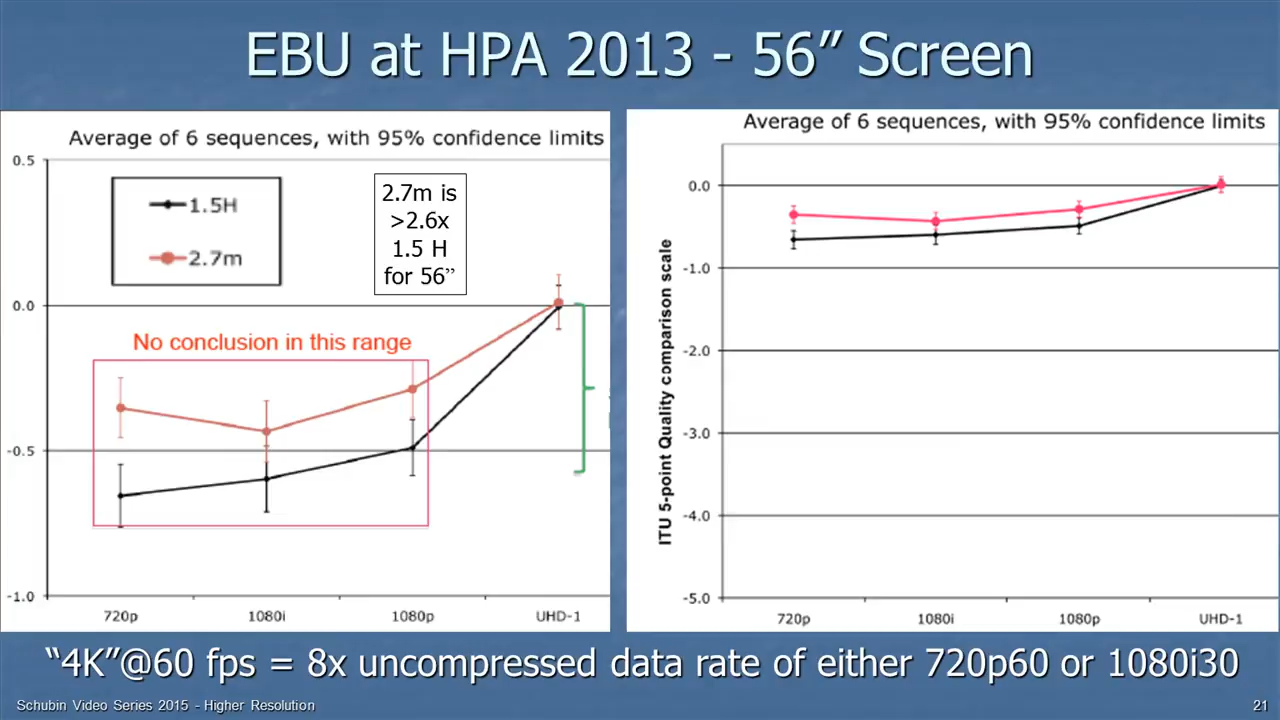 EBU at HPA 2013 - 56” Screen
Average of 6 sequences, with 95% confidence limits
0.5
1.5H
2.7m
2.7m is
>2.6x
1.5 H
for 56”
0.0
No conclusion in this range
-0.5
-1.0
720p 1080i 1080p UHD-1
Average of 6 sequences, with 95% confidence limits
0.0
-1.0
-2.0
-3.0
-4.0
-5.0
ITU 5-point Quality comparison scale
720p 1080i 1080p UHD-1
“4K”@60 fps = 8x uncompressed data rate of either 720p60 or 1080i30
Schubin Video Series 2015 - Higher Resolution
21